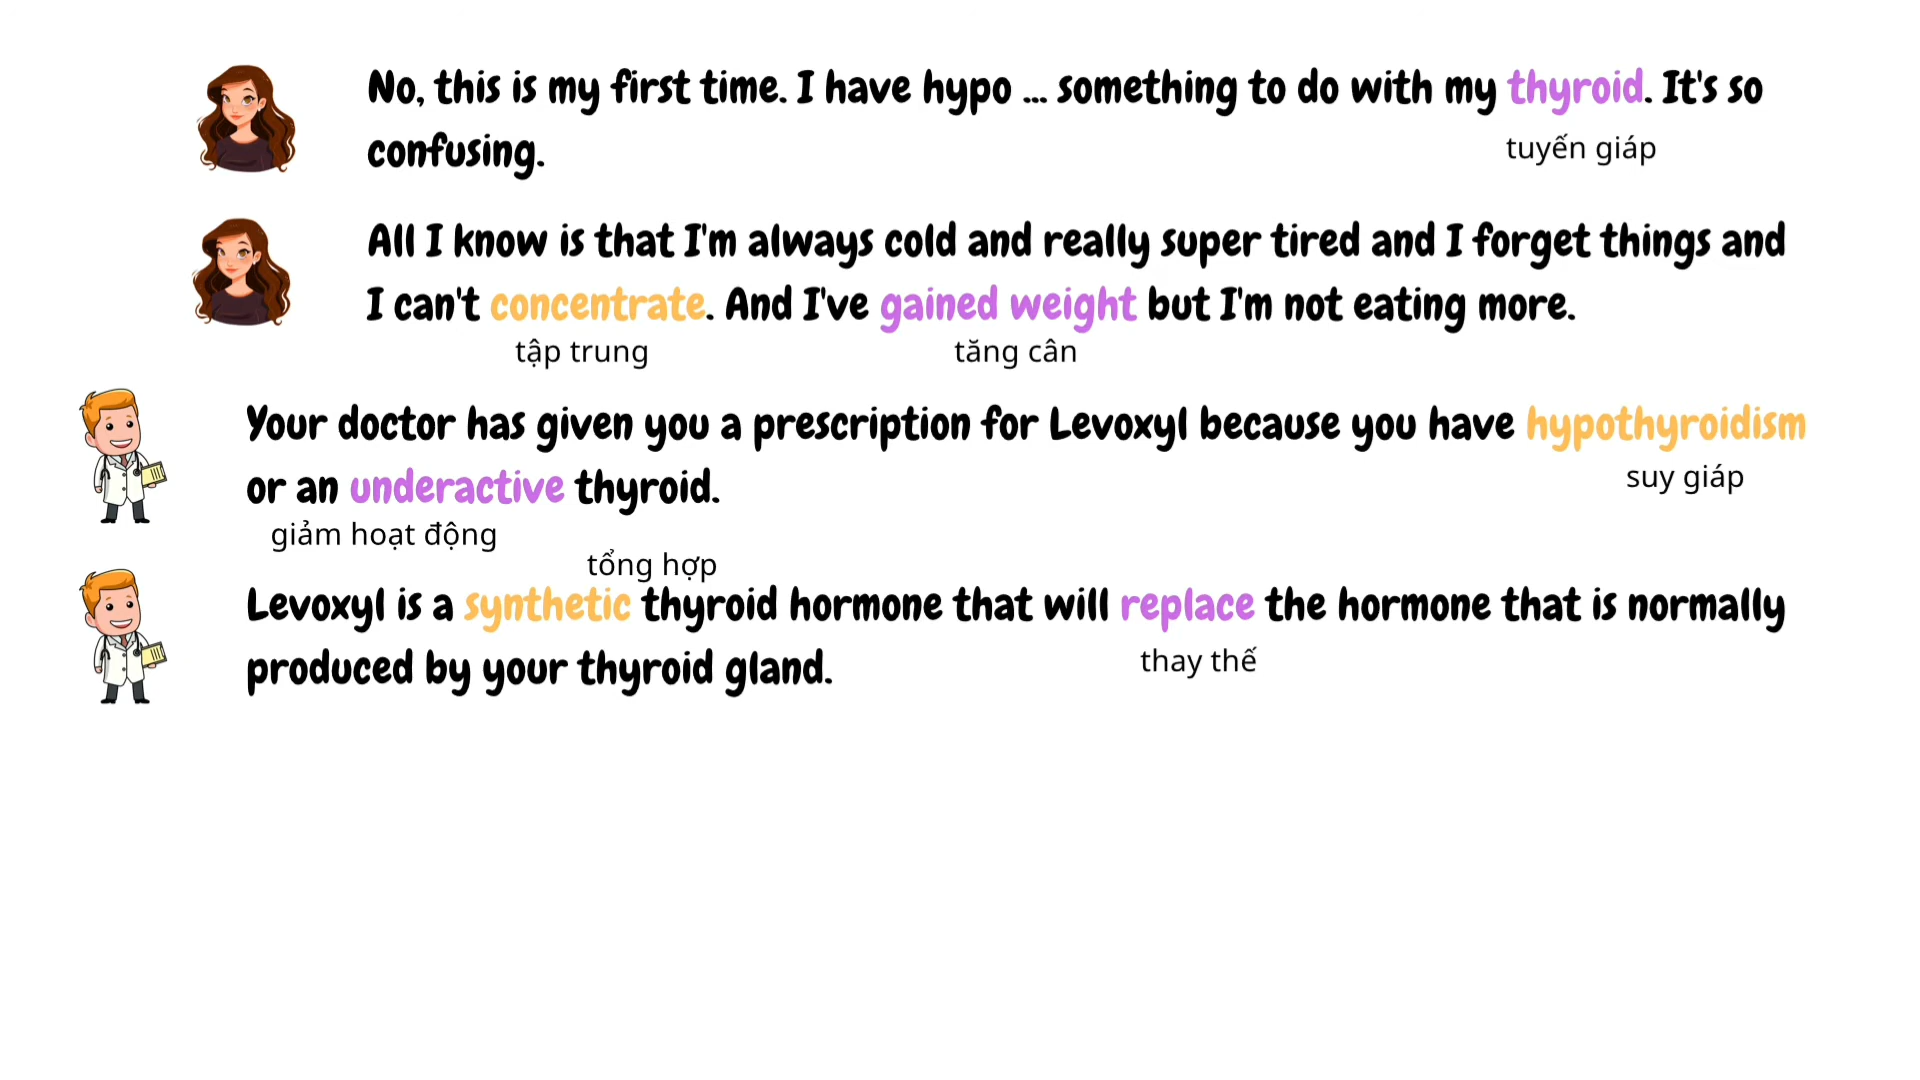 No, this is my first time. I have hypo ... something to do with my thyroid. It's so
tuyến giáp
confusing.
All I know is that I'm always cold and really super tired and I forget things and
I can't concentrate. And I've gained weight but I'm not eating more.
tập trung tăng cân
Your doctor has given you a prescription for Levoxyl because you have hypothyroidism
suy giáp
or an underactive thyroid.
giảm hoạt động
tổng hợp
Levoxyl is a synthetic thyroid hormone that will replace the hormone that is normally
thay thế
produced by your thyroid gland.